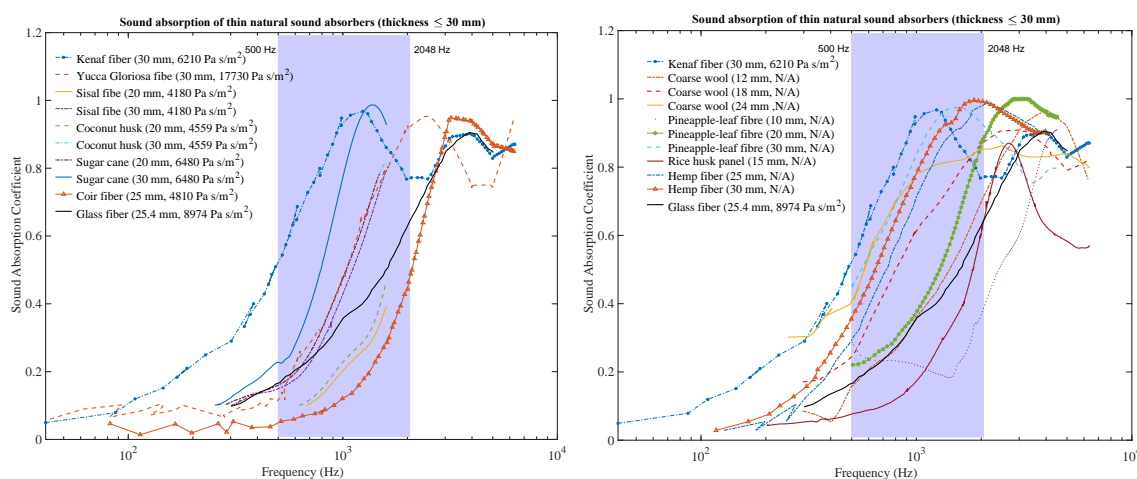 Sound absorption of thin natural sound absorbers (thickness ≤ 30 mm)
1.2
1
0.8
0.6
0.4
0.2
0
Sound Absorption Coefficient
500 Hz
2048 Hz
Kenaf fiber (30 mm, 6210 Pa s/m²)
Yucca Gloriosa fibe (30 mm, 17730 Pa s/m²)
Sisal fibe (20 mm, 4180 Pa s/m²)
Sisal fibe (30 mm, 4180 Pa s/m²)
Coconut husk (20 mm, 4559 Pa s/m²)
Coconut husk (30 mm, 4559 Pa s/m²)
Sugar cane (20 mm, 6480 Pa s/m²)
Sugar cane (30 mm, 6480 Pa s/m²)
Coir fiber (25 mm, 4810 Pa s/m²)
Glass fiber (25.4 mm, 8974 Pa s/m²)
10²
10³
10⁴
Frequency (Hz)
Sound absorption of thin natural sound absorbers (thickness ≤ 30 mm)
1.2
1
0.8
0.6
0.4
0.2
0
Sound Absorption Coefficient
500 Hz
2048 Hz
Kenaf fiber (30 mm, 6210 Pa s/m²)
Coarse wool (12 mm, N/A)
Coarse wool (18 mm, N/A)
Coarse wool (24 mm ,N/A)
Pineapple-leaf fibre (10 mm, N/A)
Pineapple-leaf fibre (20 mm, N/A)
Pineapple-leaf fibre (30 mm, N/A)
Rice husk panel (15 mm, N/A)
Hemp fiber (25 mm, N/A)
Hemp fiber (30 mm, N/A)
Glass fiber (25.4 mm, 8974 Pa s/m²)
10²
10³
10⁴
Frequency (Hz)